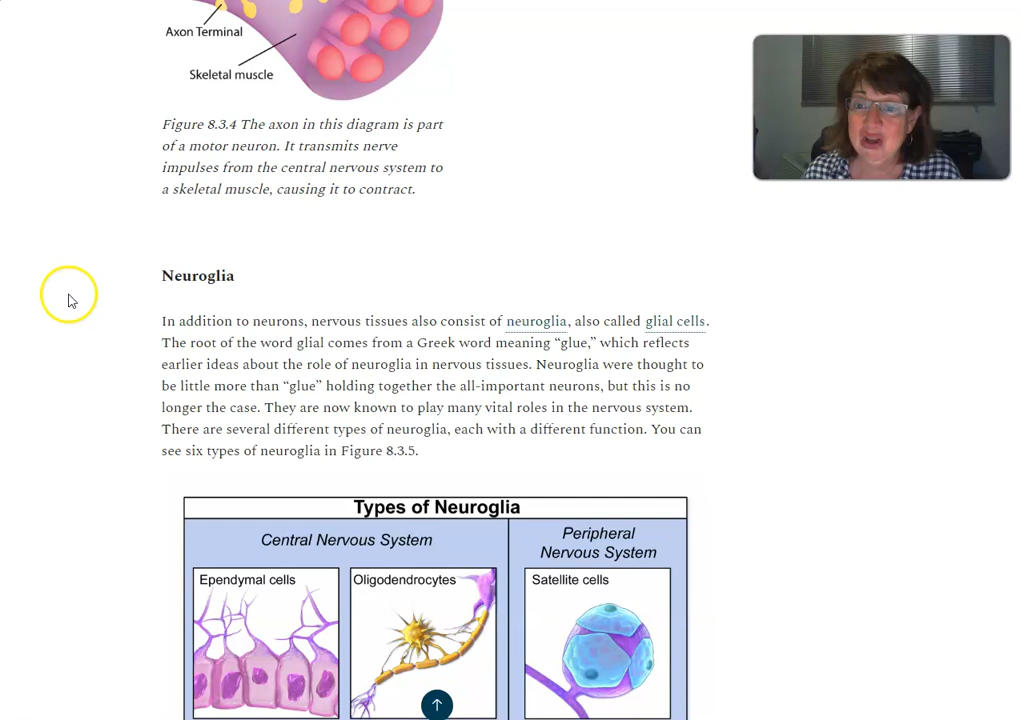 Axon Terminal
Skeletal muscle
Figure 8.3.4 The axon in this diagram is part
of a motor neuron. It transmits nerve
impulses from the central nervous system to
a skeletal muscle, causing it to contract.
Neuroglia
In addition to neurons, nervous tissues also consist of neuroglia, also called glial cells.
The root of the word glial comes from a Greek word meaning “glue,” which reflects
earlier ideas about the role of neuroglia in nervous tissues. Neuroglia were thought to
be little more than “glue” holding together the all-important neurons, but this is no
longer the case. They are now known to play many vital roles in the nervous system.
There are several different types of neuroglia, each with a different function. You can
see six types of neuroglia in Figure 8.3.5.
Types of Neuroglia
Central Nervous System
Peripheral
Nervous System
Ependymal cells
Oligodendrocytes
Satellite cells